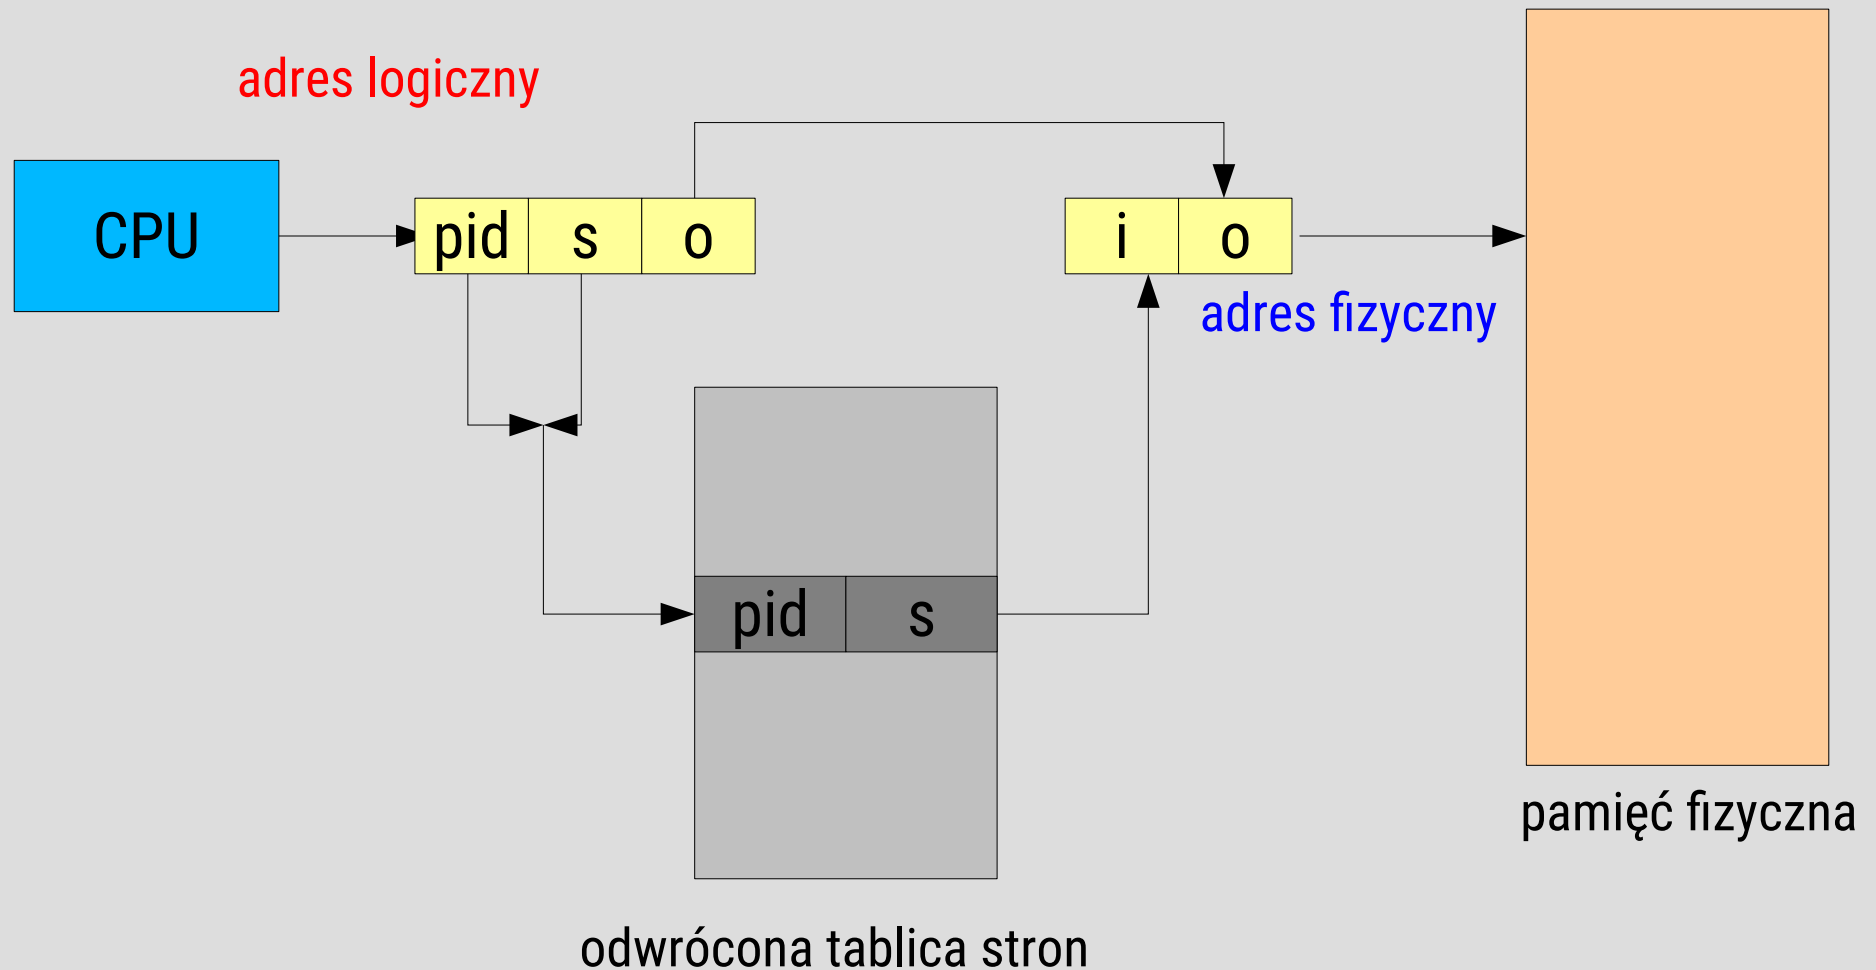 adres logiczny
CPU
pid s o
i o
adres fizyczny
pid s
pamięć fizyczna
odwrócona tablica stron